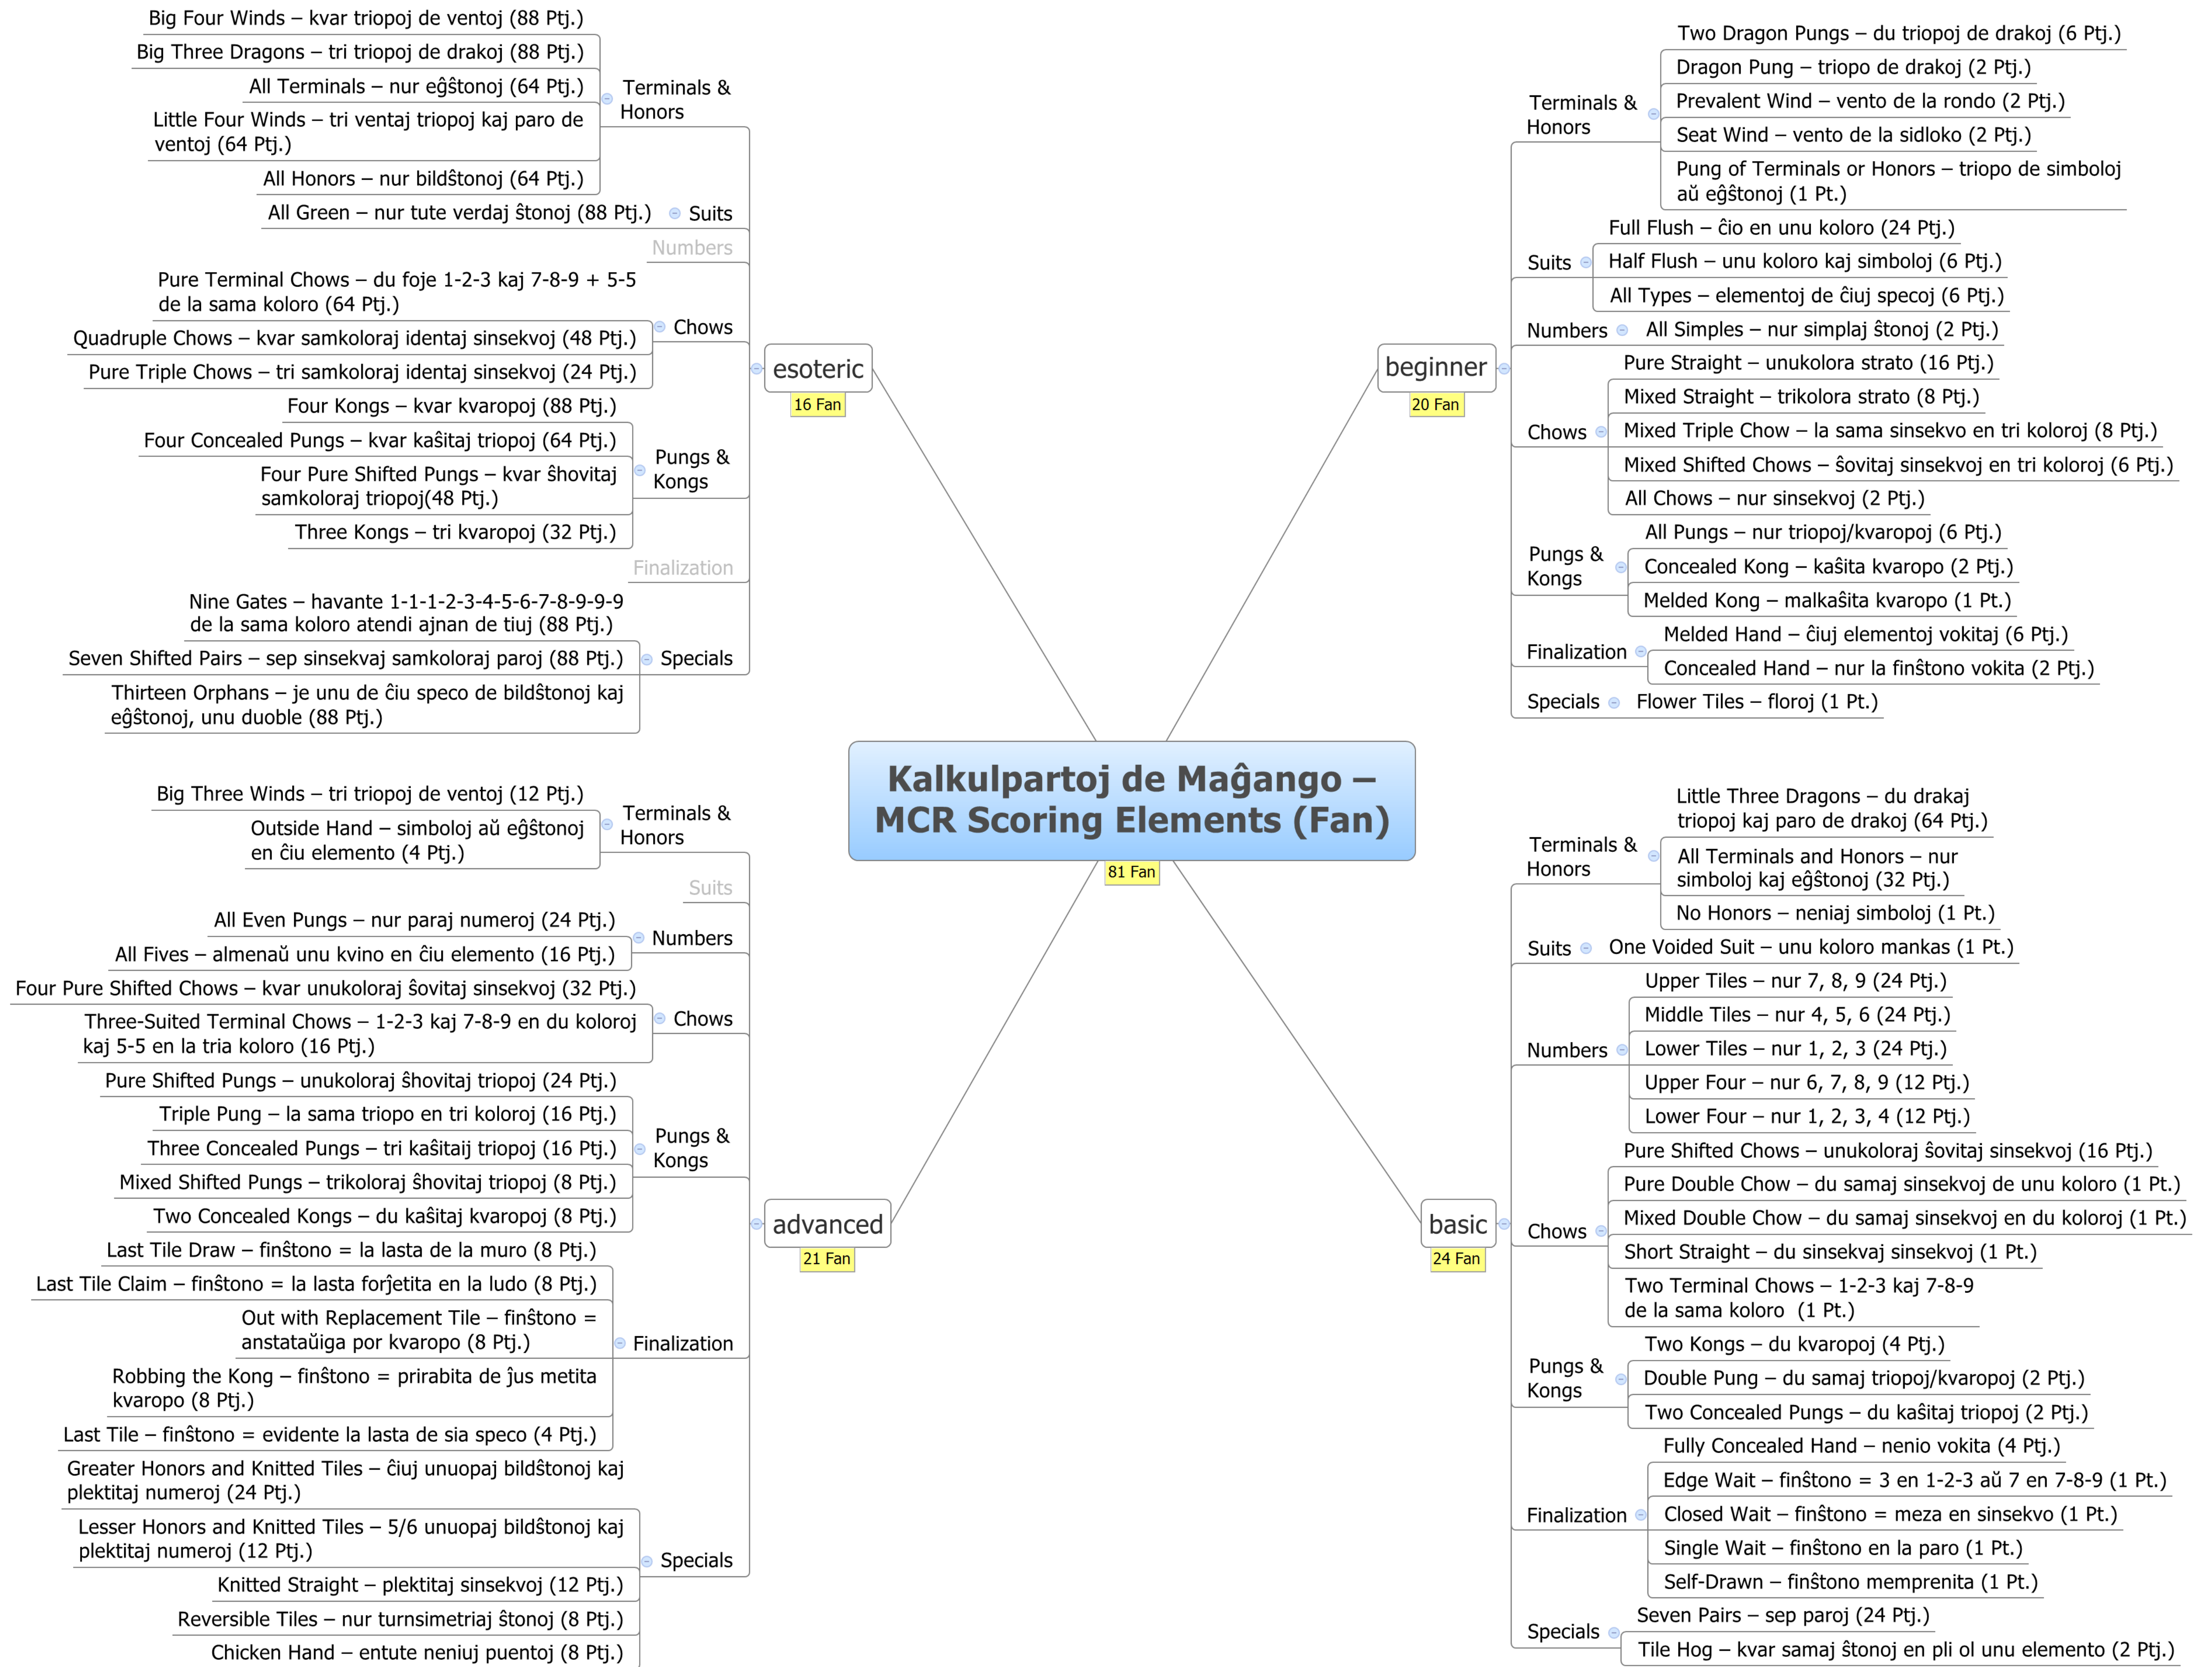 Kalkulpartoj de Maĝango –
MCR Scoring Elements (Fan)
81 Fan
beginner
20 Fan
Terminals &
Honors
Two Dragon Pungs – du triopoj de drakoj (6 Ptj.)
Dragon Pung – triopo de drakoj (2 Ptj.)
Prevalent Wind – vento de la rondo (2 Ptj.)
Seat Wind – vento de la sidloko (2 Ptj.)
Pung of Terminals or Honors – triopo de simboloj
aŭ eĝŝtonoj (1 Pt.)
Suits
Full Flush – ĉio en unu koloro (24 Ptj.)
Half Flush – unu koloro kaj simboloj (6 Ptj.)
All Types – elementoj de ĉiuj specoj (6 Ptj.)
Numbers
All Simples – nur simplaj ŝtonoj (2 Ptj.)
Chows
Pure Straight – unukolora strato (16 Ptj.)
Mixed Straight – trikolora strato (8 Ptj.)
Mixed Triple Chow – la sama sinsekvo en tri koloroj (8 Ptj.)
Mixed Shifted Chows – ŝovitaj sinsekvoj en tri koloroj (6 Ptj.)
All Chows – nur sinsekvoj (2 Ptj.)
Pungs &
Kongs
All Pungs – nur triopoj/kvaropoj (6 Ptj.)
Concealed Kong – kaŝita kvaropo (2 Ptj.)
Melded Kong – malkaŝita kvaropo (1 Pt.)
Finalization
Melded Hand – ĉiuj elementoj vokitaj (6 Ptj.)
Concealed Hand – nur la finŝtono vokita (2 Ptj.)
Specials
Flower Tiles – floroj (1 Pt.)
basic
24 Fan
Terminals &
Honors
Little Three Dragons – du drakaj
triopoj kaj paro de drakoj (64 Ptj.)
All Terminals and Honors – nur
simboloj kaj eĝŝtonoj (32 Ptj.)
No Honors – neniaj simboloj (1 Pt.)
Suits
One Voided Suit – unu koloro mankas (1 Pt.)
Numbers
Upper Tiles – nur 7, 8, 9 (24 Ptj.)
Middle Tiles – nur 4, 5, 6 (24 Ptj.)
Lower Tiles – nur 1, 2, 3 (24 Ptj.)
Upper Four – nur 6, 7, 8, 9 (12 Ptj.)
Lower Four – nur 1, 2, 3, 4 (12 Ptj.)
Chows
Pure Shifted Chows – unukoloraj ŝovitaj sinsekvoj (16 Ptj.)
Pure Double Chow – du samaj sinsekvoj de unu koloro (1 Pt.)
Mixed Double Chow – du samaj sinsekvoj en du koloroj (1 Pt.)
Short Straight – du sinsekvaj sinsekvoj (1 Pt.)
Two Terminal Chows – 1-2-3 kaj 7-8-9
de la sama koloro (1 Pt.)
Pungs &
Kongs
Two Kongs – du kvaropoj (4 Ptj.)
Double Pung – du samaj triopoj/kvaropoj (2 Ptj.)
Two Concealed Pungs – du kaŝitaj triopoj (2 Ptj.)
Finalization
Fully Concealed Hand – nenio vokita (4 Ptj.)
Edge Wait – finŝtono = 3 en 1-2-3 aŭ 7 en 7-8-9 (1 Pt.)
Closed Wait – finŝtono = meza en sinsekvo (1 Pt.)
Single Wait – finŝtono en la paro (1 Pt.)
Self-Drawn – finŝtono memprenita (1 Pt.)
Specials
Seven Pairs – sep paroj (24 Ptj.)
Tile Hog – kvar samaj ŝtonoj en pli ol unu elemento (2 Ptj.)
esoteric
16 Fan
Terminals &
Honors
Big Four Winds – kvar triopoj de ventoj (88 Ptj.)
Big Three Dragons – tri triopoj de drakoj (88 Ptj.)
All Terminals – nur eĝŝtonoj (64 Ptj.)
Little Four Winds – tri ventaj triopoj kaj paro de
ventoj (64 Ptj.)
All Honors – nur bildŝtonoj (64 Ptj.)
Suits
All Green – nur tute verdaj ŝtonoj (88 Ptj.)
Numbers
Chows
Pure Terminal Chows – du foje 1-2-3 kaj 7-8-9 + 5-5
de la sama koloro (64 Ptj.)
Quadruple Chows – kvar samkoloraj identaj sinsekvoj (48 Ptj.)
Pure Triple Chows – tri samkoloraj identaj sinsekvoj (24 Ptj.)
Pungs &
Kongs
Four Kongs – kvar kvaropoj (88 Ptj.)
Four Concealed Pungs – kvar kaŝitaj triopoj (64 Ptj.)
Four Pure Shifted Pungs – kvar ŝhovitaj
samkoloraj triopoj(48 Ptj.)
Three Kongs – tri kvaropoj (32 Ptj.)
Finalization
Specials
Nine Gates – havante 1-1-1-2-3-4-5-6-7-8-9-9-9
de la sama koloro atendi ajnan de tiuj (88 Ptj.)
Seven Shifted Pairs – sep sinsekvaj samkoloraj paroj (88 Ptj.)
Thirteen Orphans – je unu de ĉiu speco de bildŝtonoj kaj
eĝŝtonoj, unu duoble (88 Ptj.)
advanced
21 Fan
Terminals &
Honors
Big Three Winds – tri triopoj de ventoj (12 Ptj.)
Outside Hand – simboloj aŭ eĝŝtonoj
en ĉiu elemento (4 Ptj.)
Suits
Numbers
All Even Pungs – nur paraj numeroj (24 Ptj.)
All Fives – almenaŭ unu kvino en ĉiu elemento (16 Ptj.)
Chows
Four Pure Shifted Chows – kvar unukoloraj ŝovitaj sinsekvoj (32 Ptj.)
Three-Suited Terminal Chows – 1-2-3 kaj 7-8-9 en du koloroj
kaj 5-5 en la tria koloro (16 Ptj.)
Pungs &
Kongs
Pure Shifted Pungs – unukoloraj ŝhovitaj triopoj (24 Ptj.)
Triple Pung – la sama triopo en tri koloroj (16 Ptj.)
Three Concealed Pungs – tri kaŝitaij triopoj (16 Ptj.)
Mixed Shifted Pungs – trikoloraj ŝhovitaj triopoj (8 Ptj.)
Two Concealed Kongs – du kaŝitaj kvaropoj (8 Ptj.)
Finalization
Last Tile Draw – finŝtono = la lasta de la muro (8 Ptj.)
Last Tile Claim – finŝtono = la lasta forĵetita en la ludo (8 Ptj.)
Out with Replacement Tile – finŝtono =
anstataŭiga por kvaropo (8 Ptj.)
Robbing the Kong – finŝtono = prirabita de ĵus metita
kvaropo (8 Ptj.)
Last Tile – finŝtono = evidente la lasta de sia speco (4 Ptj.)
Specials
Greater Honors and Knitted Tiles – ĉiuj unuopaj bildŝtonoj kaj
plektitaj numeroj (24 Ptj.)
Lesser Honors and Knitted Tiles – 5/6 unuopaj bildŝtonoj kaj
plektitaj numeroj (12 Ptj.)
Knitted Straight – plektitaj sinsekvoj (12 Ptj.)
Reversible Tiles – nur turnsimetriaj ŝtonoj (8 Ptj.)
Chicken Hand – entute neniuj puentoj (8 Ptj.)